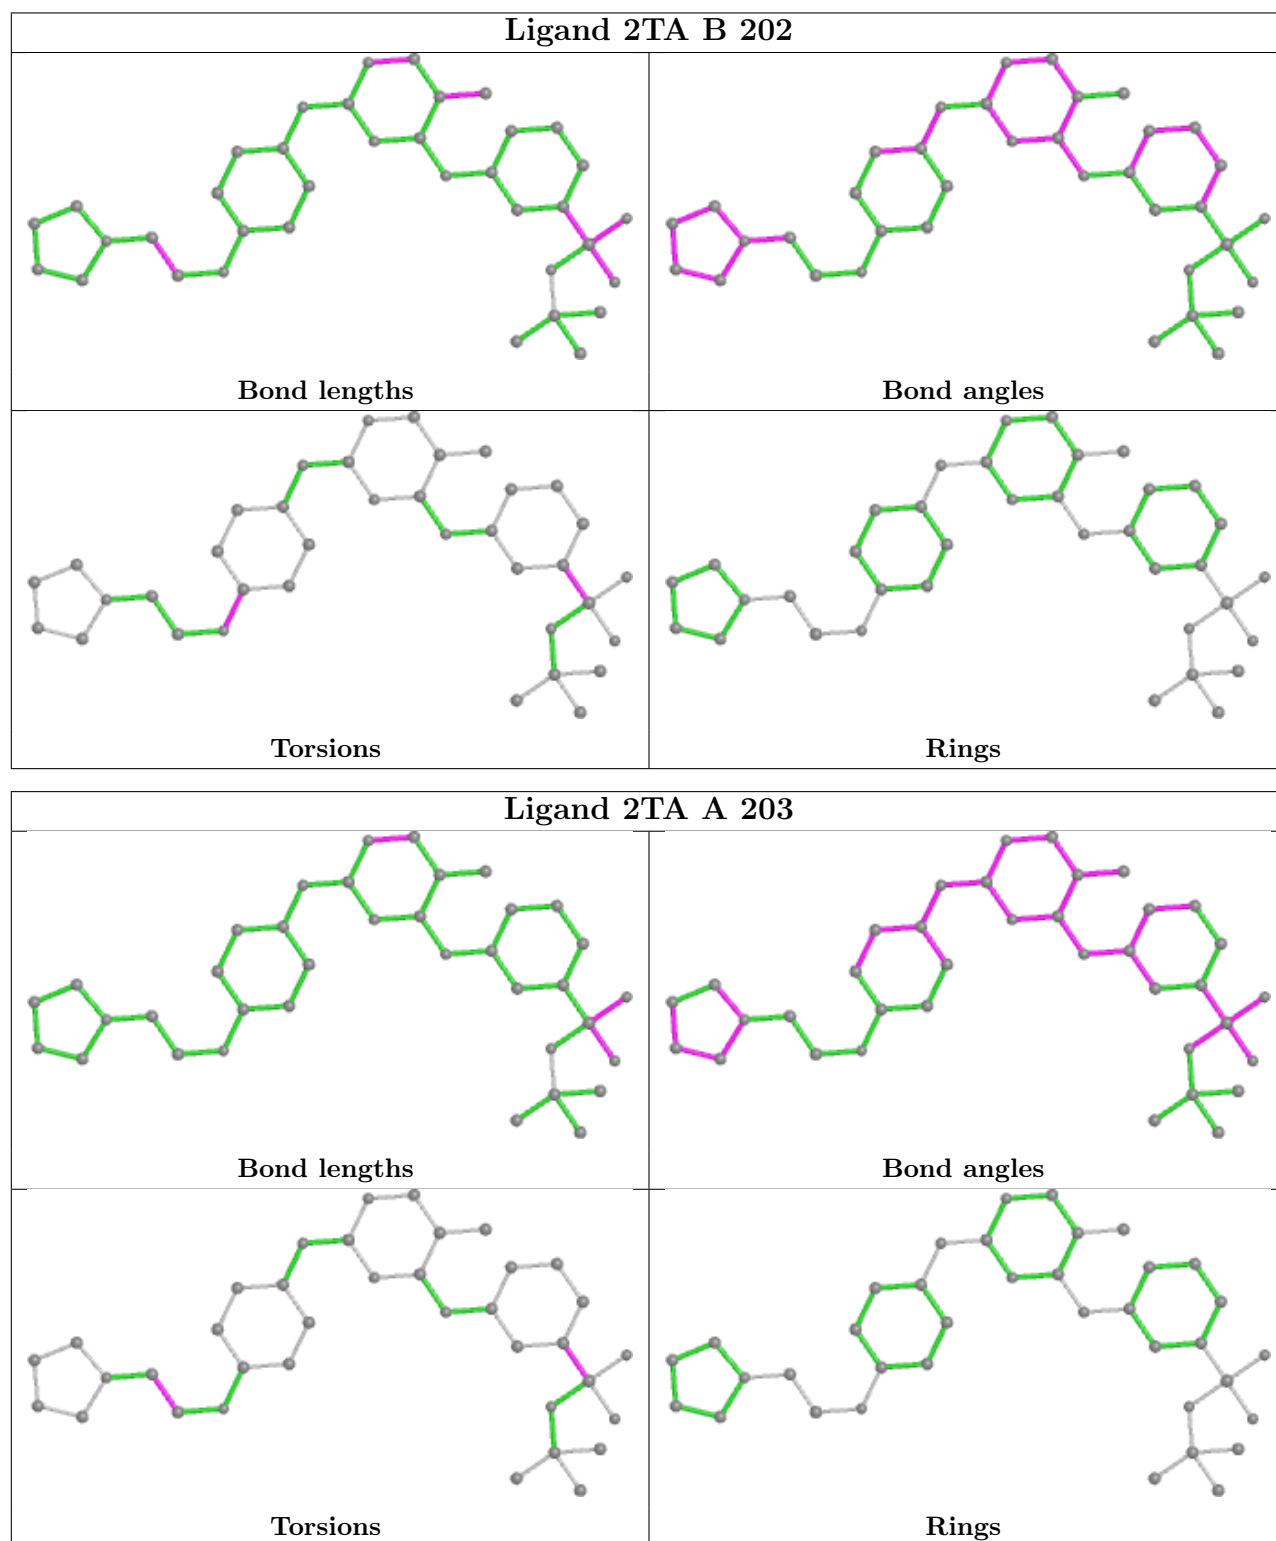 Ligand 2TA B 202
Bond lengths
Bond angles
Torsions
Rings
Ligand 2TA A 203
Bond lengths
Bond angles
Torsions
Rings